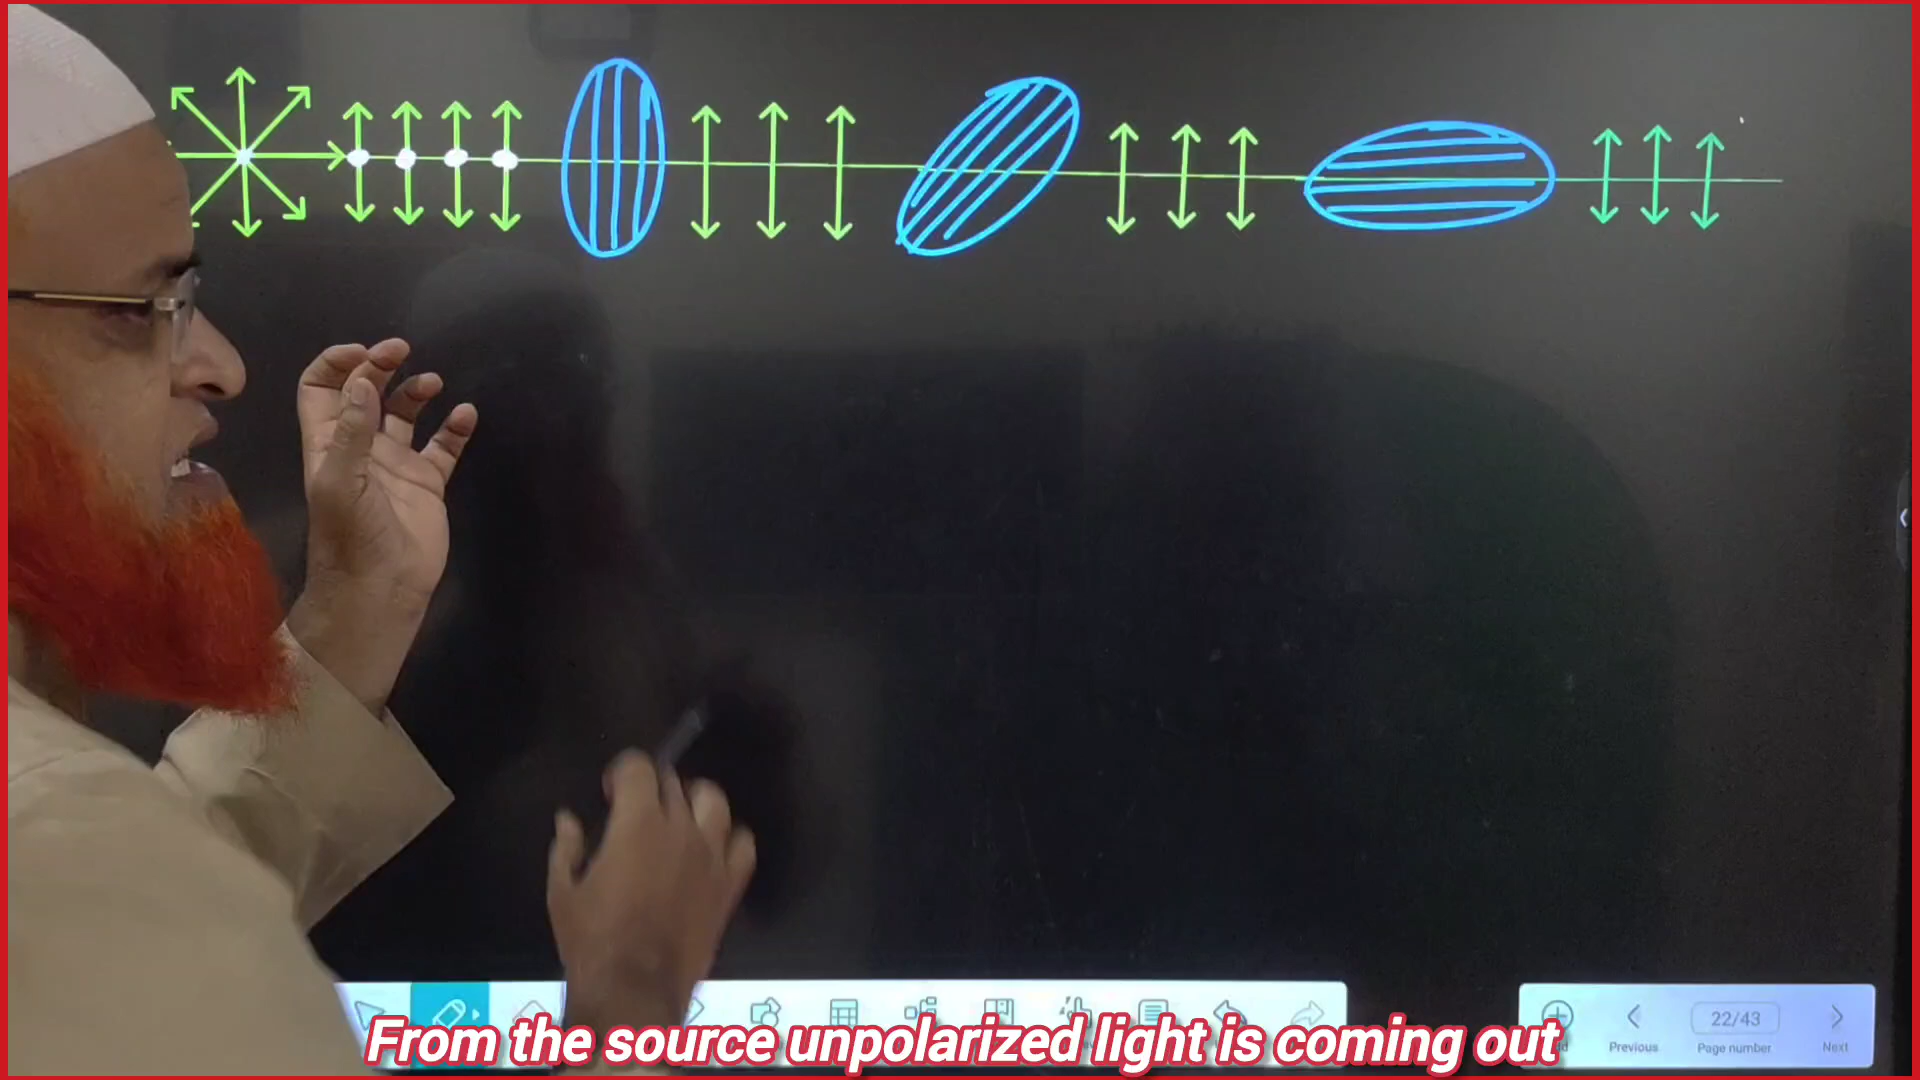 22/43
Previous
Page number
Next
From the source unpolarized light is coming out